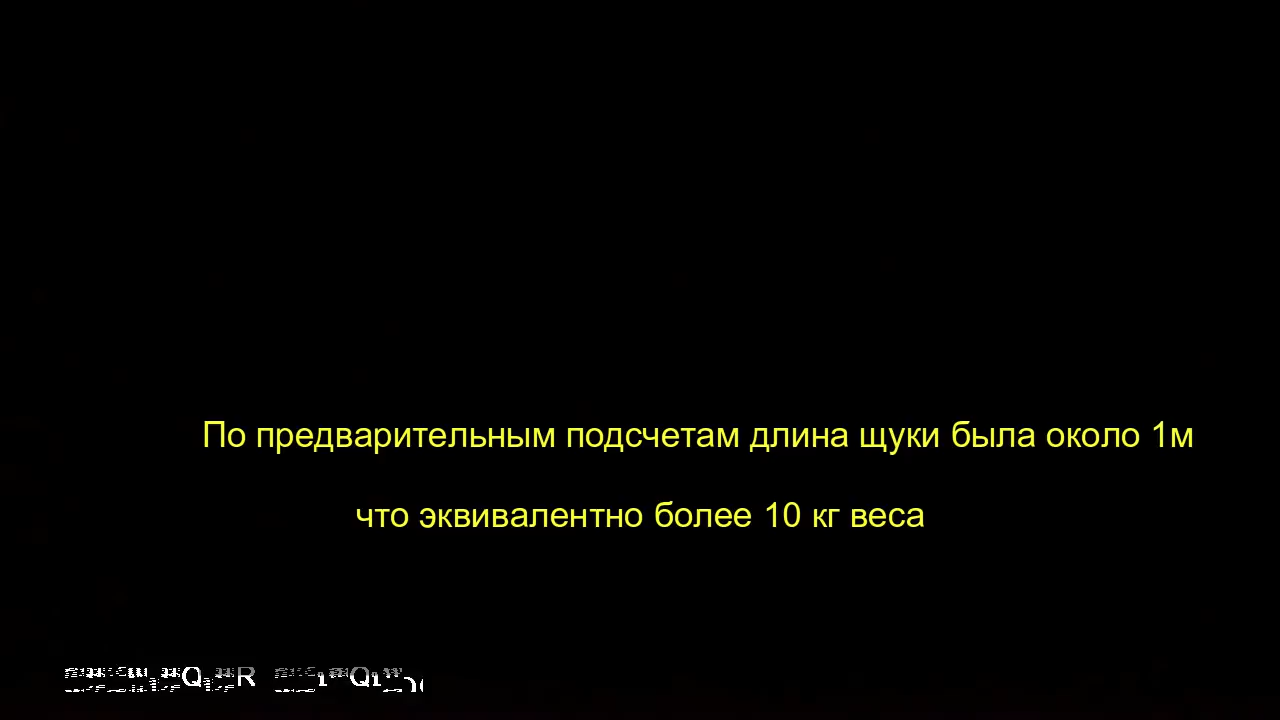 По предварительным подсчетам длина щуки была около 1м
что эквивалентно более 10 кг веса